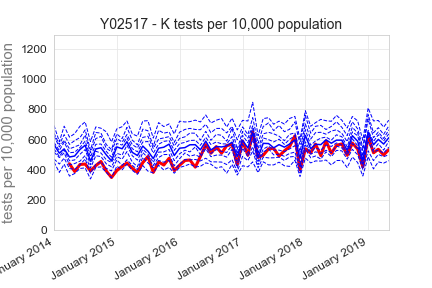 Y02517 - K tests per 10,000 population
tests per 10,000 population
1200
1000
800
600
400
200
0
nuary 2014
January 2015
January 2016
January 2017
January 2018
January 2019